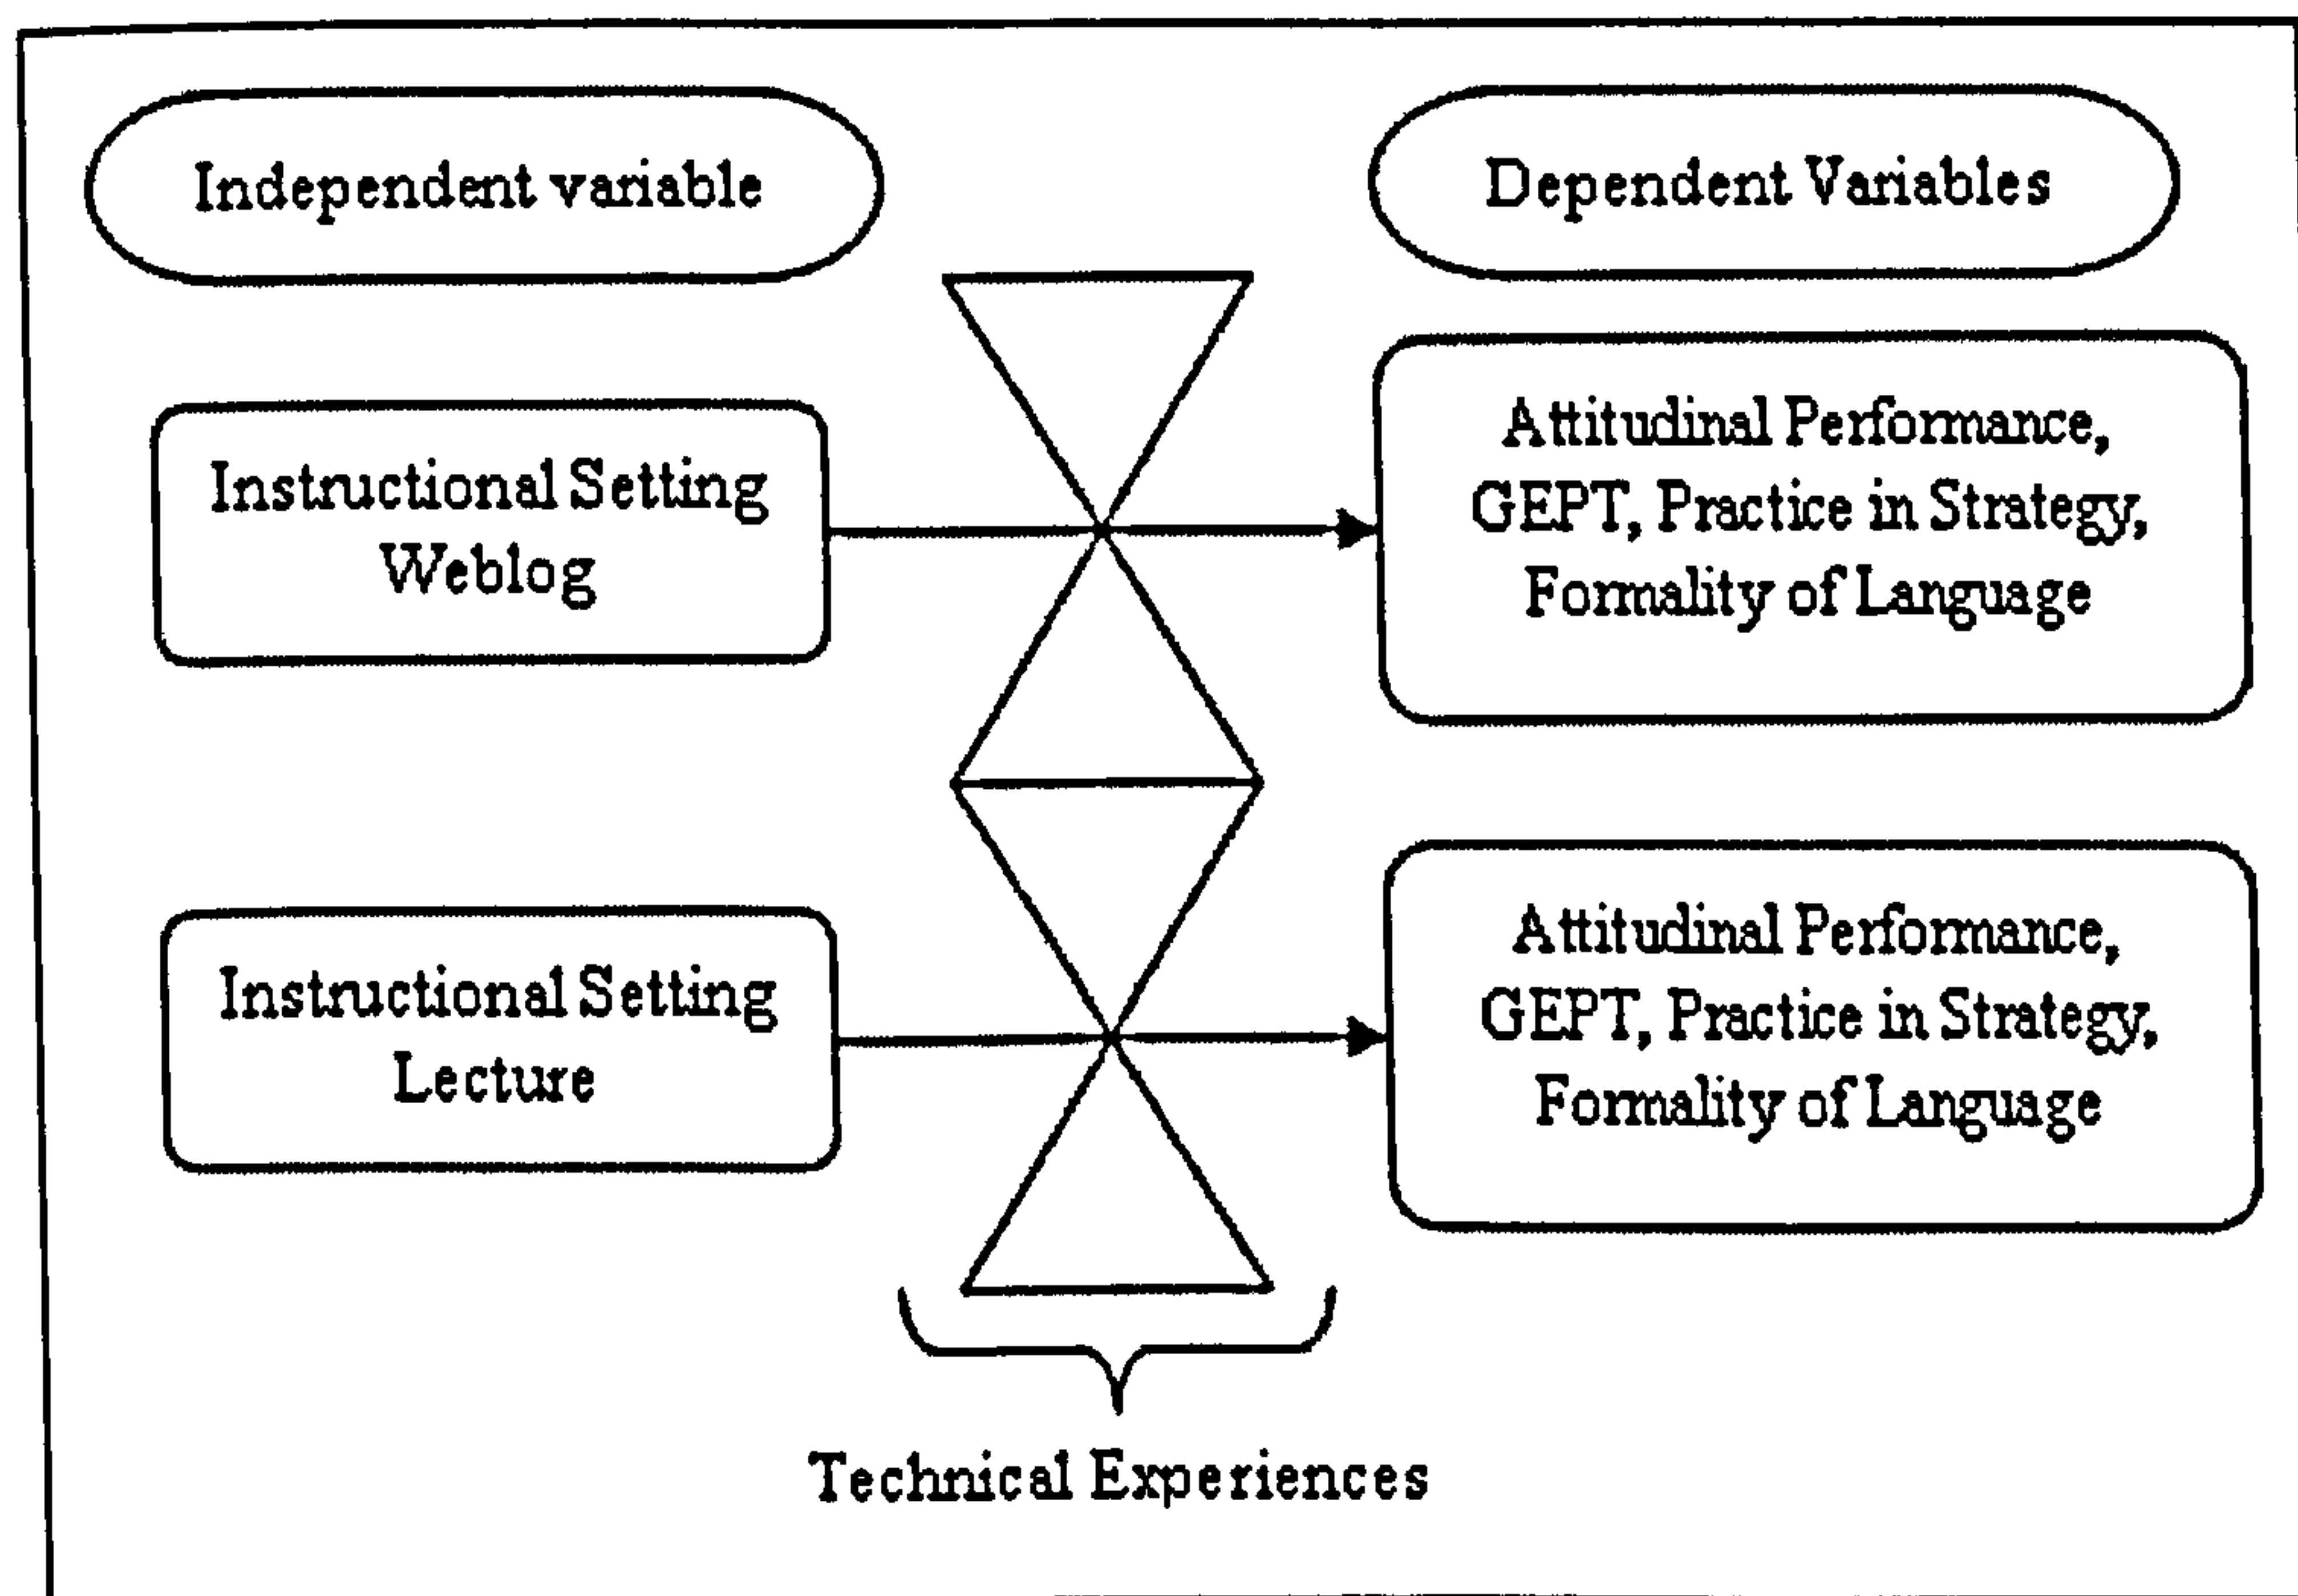 Independent variable
Dependent Variables
Instructional Setting
Weblog
Attitudinal Performance,
GEPT, Practice in Strategy,
Formality of Language
Instructional Setting
Lecture
Attitudinal Performance,
GEPT, Practice in Strategy,
Formality of Language
Technical Experiences